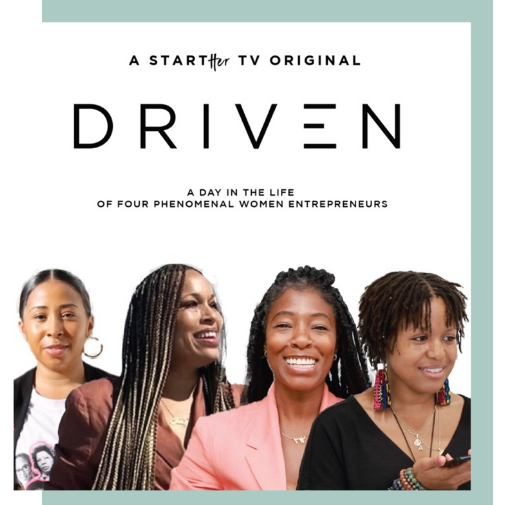 A STARTHer TV ORIGINAL
DRIVEN
A DAY IN THE LIFE
OF FOUR PHENOMENAL WOMEN ENTREPRENEURS